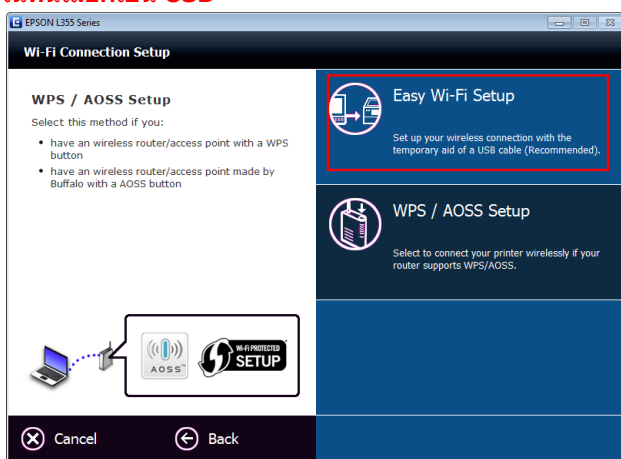 USB
EPSON L355 Series
Wi-Fi Connection Setup
WPS / AOSS Setup
Select this method if you:
• have an wireless router/access point with a WPS
button
• have an wireless router/access point made by
Buffalo with a AOSS button
Easy Wi-Fi Setup
Set up your wireless connection with the
temporary aid of a USB cable (Recommended).
WPS / AOSS Setup
Select to connect your printer wirelessly if your
router supports WPS/AOSS.
AOSS™
Wi-Fi PROTECTED
SETUP
Cancel
Back